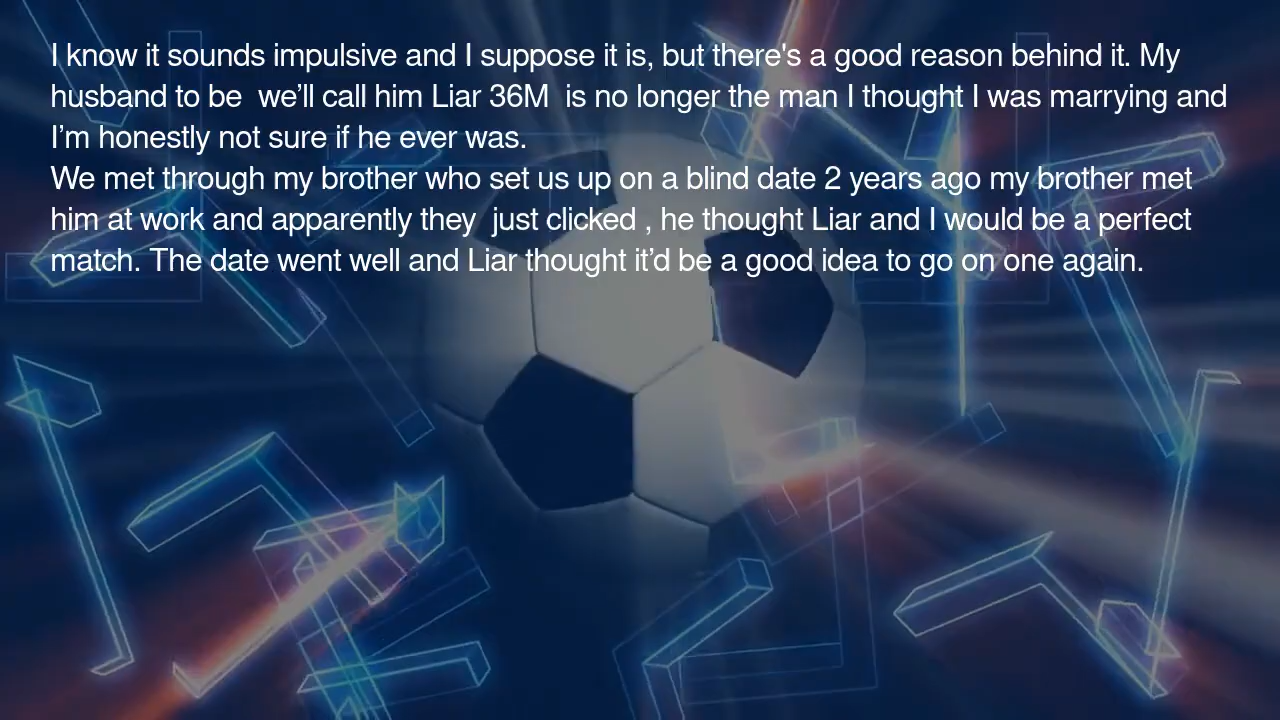 I know it sounds impulsive and I suppose it is, but there's a good reason behind it. My
husband to be  we’ll call him Liar 36M  is no longer the man I thought I was marrying and
I’m honestly not sure if he ever was.
We met through my brother who set us up on a blind date 2 years ago my brother met
him at work and apparently they  just clicked , he thought Liar and I would be a perfect
match. The date went well and Liar thought it’d be a good idea to go on one again.